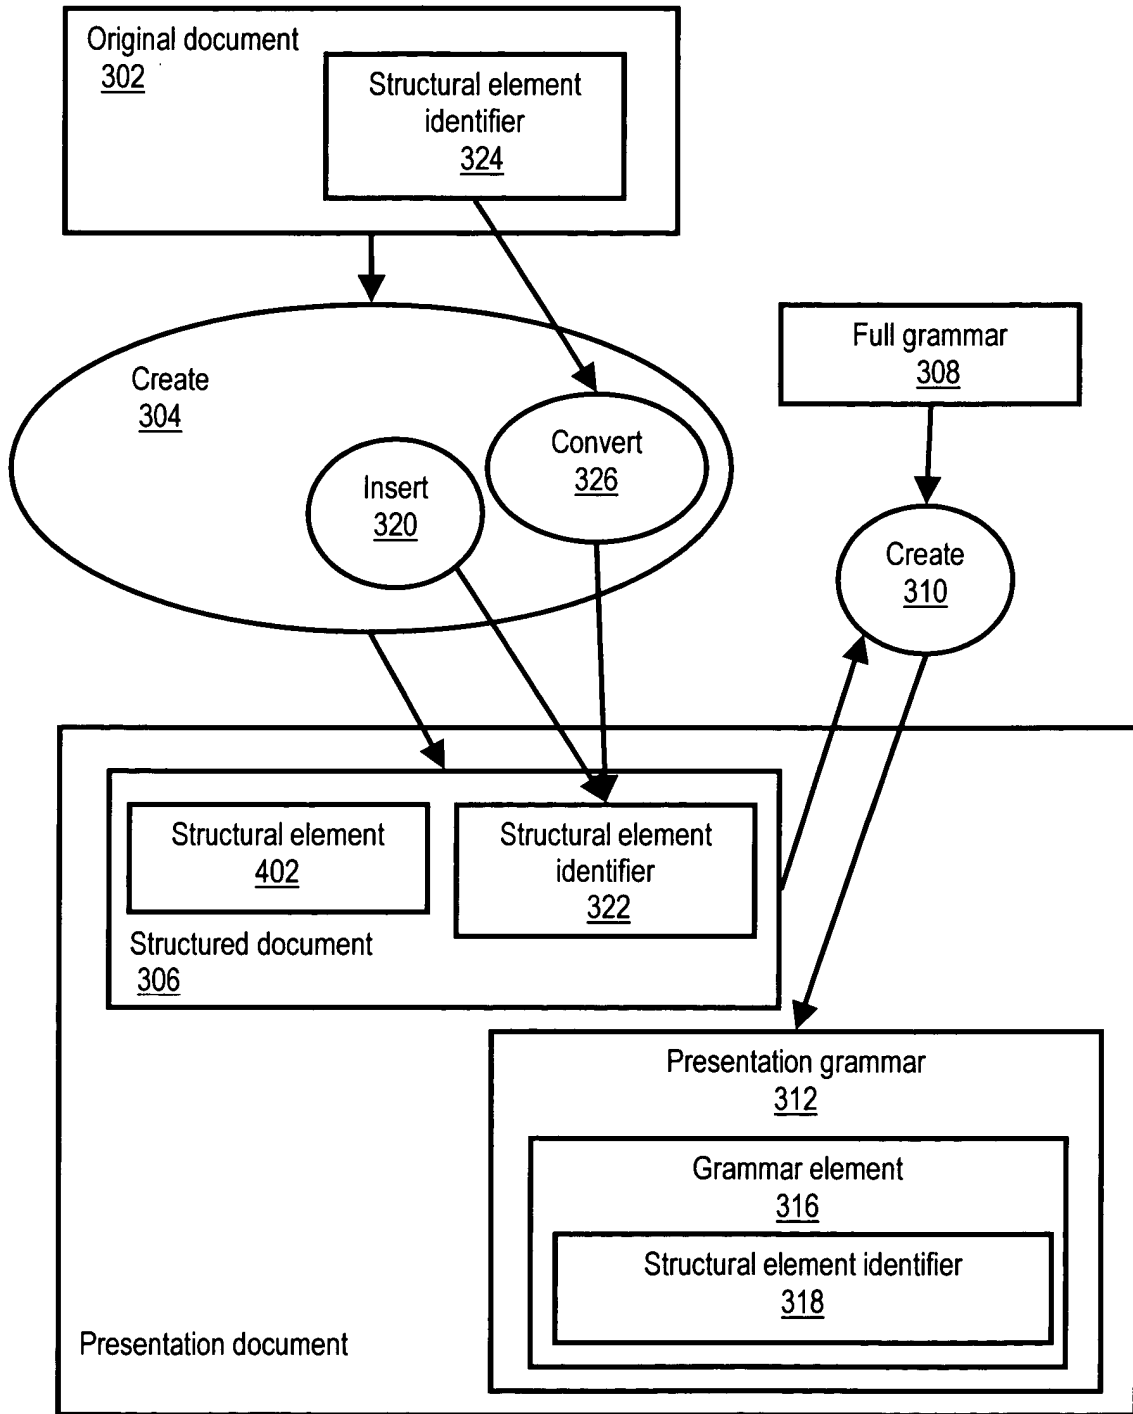 Original document
302
Structural element
identifier
324
Create
304
Insert
320
Convert
326
Full grammar
308
Create
310
Structural element
402
Structural element
identifier
322
Structured document
306
Presentation grammar
312
Grammar element
316
Structural element identifier
318
Presentation document